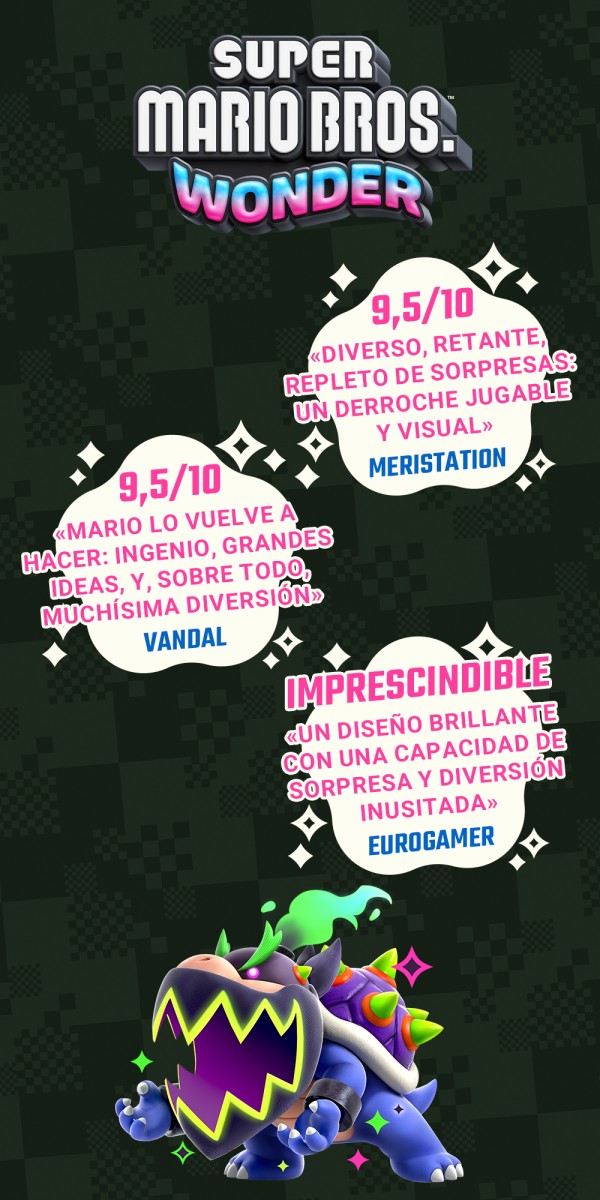 SUPER
MARIO BROS.™
WONDER
9,5/10
«DIVERSO, RETANTE,
REPLETO DE SORPRESAS:
UN DERROCHE JUGABLE
Y VISUAL»
MERISTATION
9,5/10
«MARIO LO VUELVE A
HACER: INGENIO, GRANDES
IDEAS, Y, SOBRE TODO,
MUCHÍSIMA DIVERSIÓN»
VANDAL
IMPRESCINDIBLE
«UN DISEÑO BRILLANTE
CON UNA CAPACIDAD DE
SORPRESA Y DIVERSIÓN
INUSITADA»
EUROGAMER